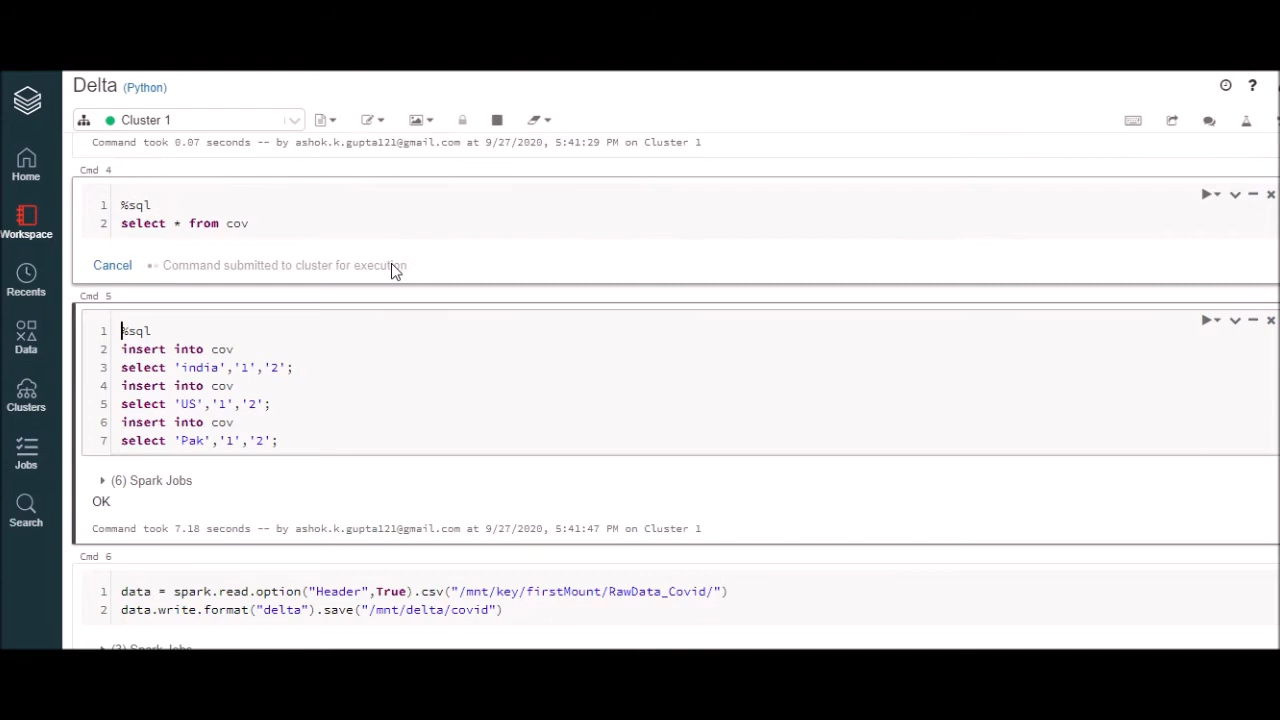 Delta (Python)
Cluster 1
?
Command took 0.07 seconds -- by ashok.k.gupta121@gmail.com at 9/27/2020, 5:41:29 PM on Cluster 1
Cmd 4
1 %sql
2 select * from cov
Cancel Command submitted to cluster for execution
Cmd 5
1 %sql
2 insert into cov
3 select 'india','1','2';
4 insert into cov
5 select 'US','1','2';
6 insert into cov
7 select 'Pak','1','2';
(6) Spark Jobs
OK
Command took 7.18 seconds -- by ashok.k.gupta121@gmail.com at 9/27/2020, 5:41:47 PM on Cluster 1
Cmd 6
1 data = spark.read.option("Header",True).csv("/mnt/key/firstMount/RawData_Covid/")
2 data.write.format("delta").save("/mnt/delta/covid")
(3) Spark Jobs
Home
Workspace
Recents
Data
Clusters
Jobs
Search